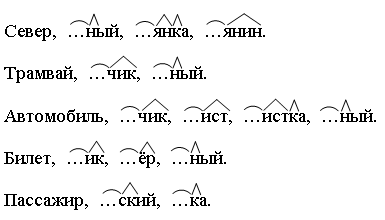 Север, …ный, …янка, …янин.
Трамвай, …чик, …ный.
Автомобиль, …чик, …ист, …истка, …ный.
Билет, …ик, …ёр, …ный.
Пассажир, …ский, …ка.